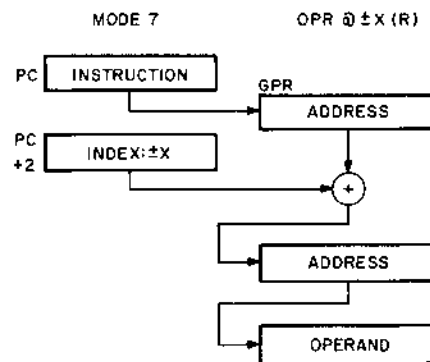 MODE 7 OPR @ ±X (R)
PC INSTRUCTION
GPR
ADDRESS
PC
+2
INDEX:±X
+
ADDRESS
OPERAND